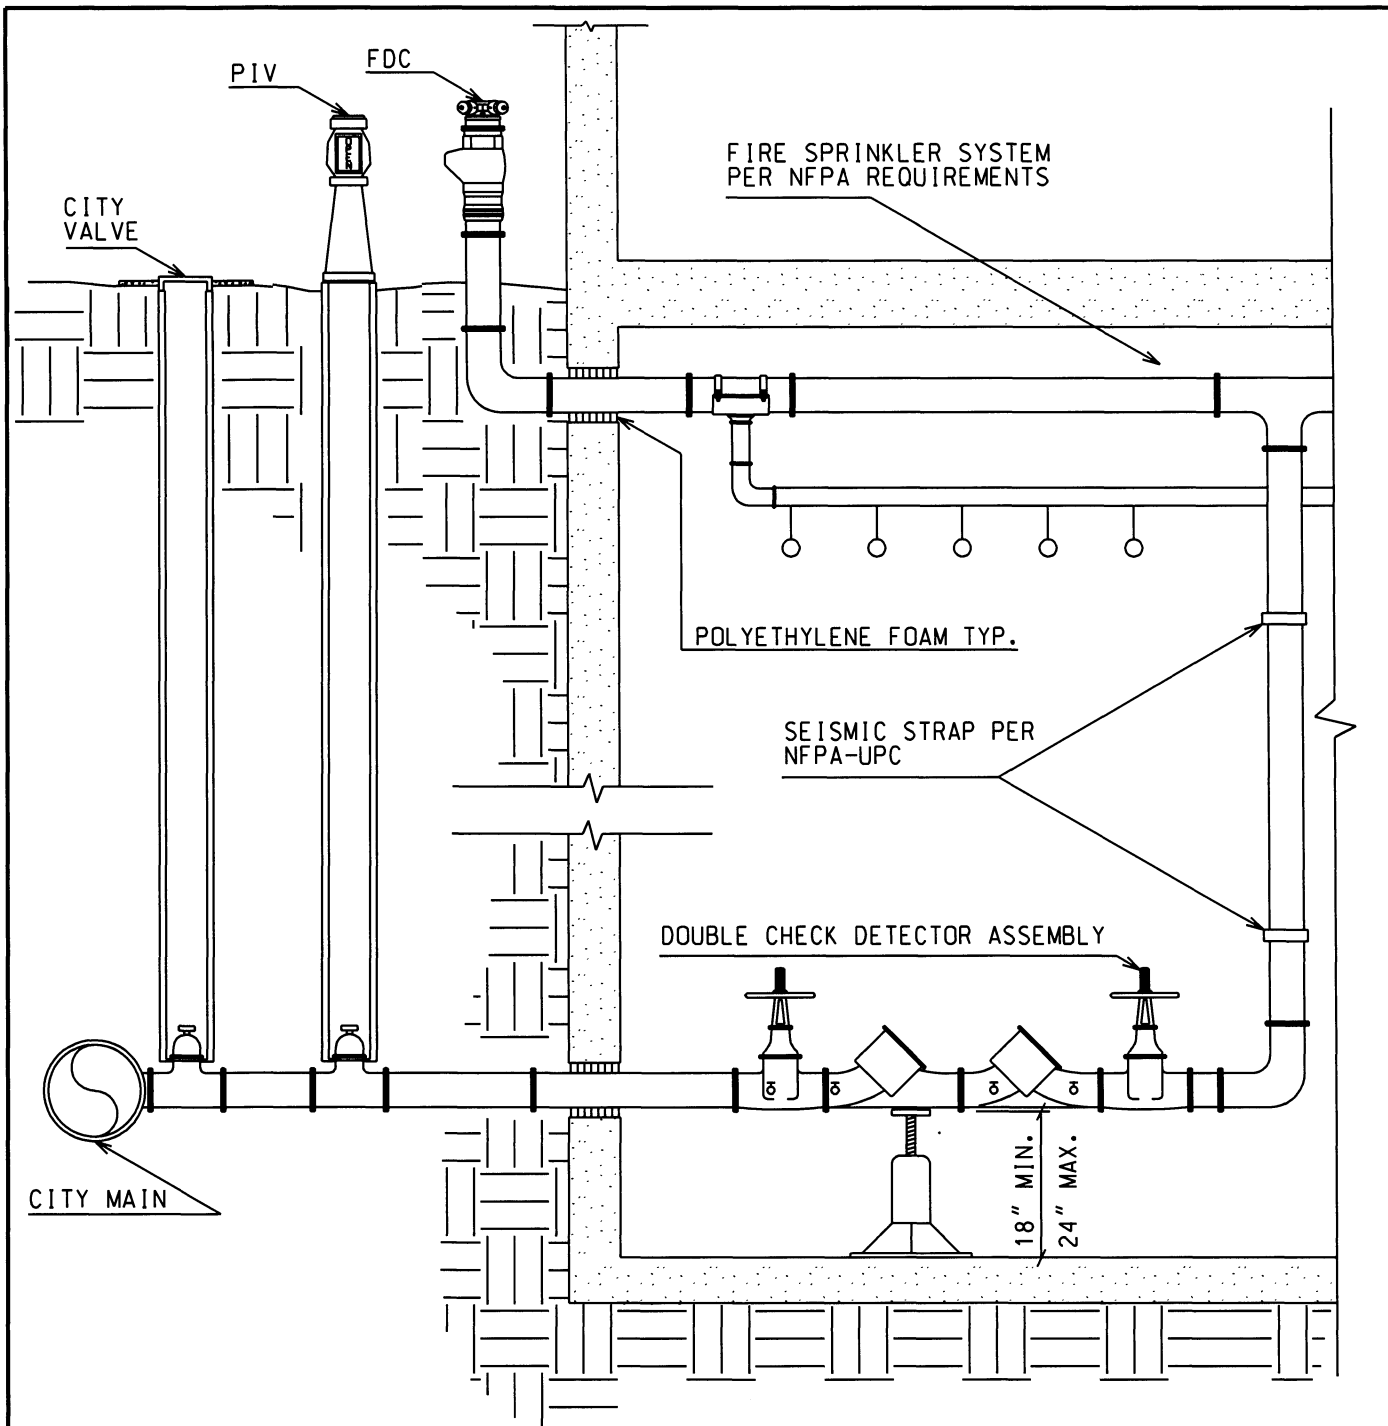 PIV
FDC
CITY
VALVE
FIRE SPRINKLER SYSTEM
PER NFPA REQUIREMENTS
POLYETHYLENE FOAM TYP.
SEISMIC STRAP PER
NFPA-UPC
DOUBLE CHECK DETECTOR ASSEMBLY
CITY MAIN
18" MIN.
24" MAX.